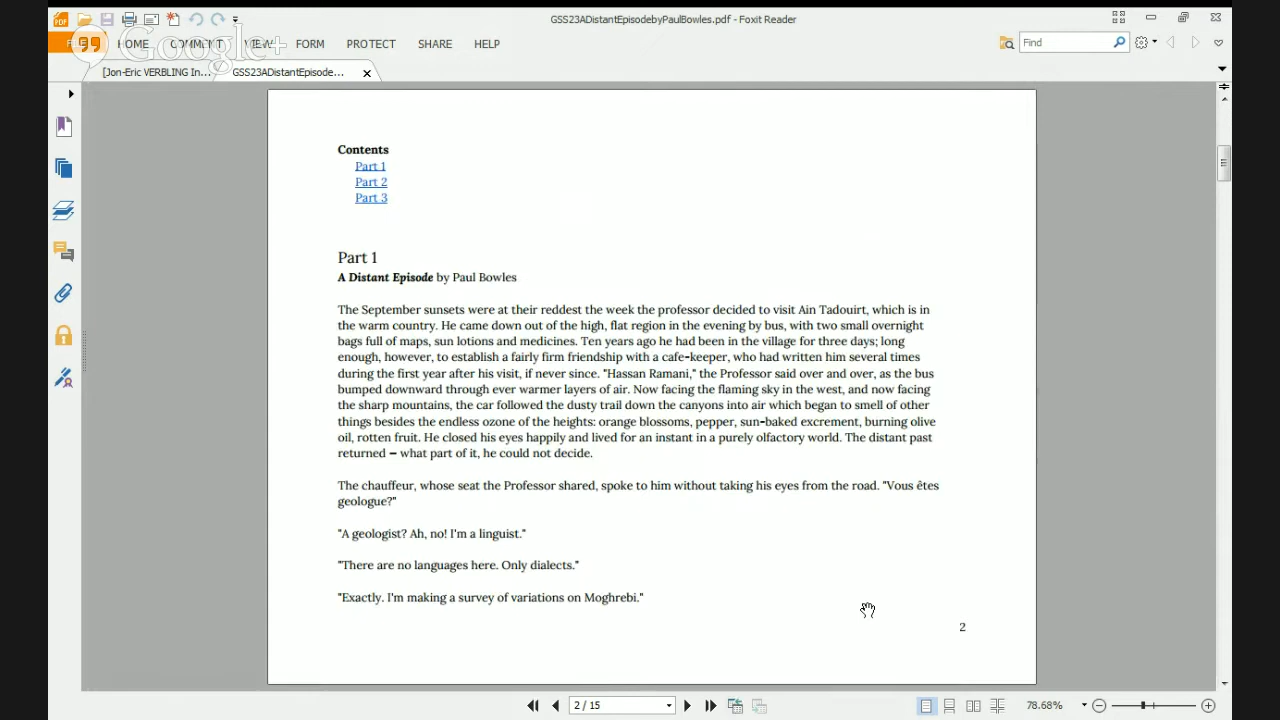 GSS23ADistantEpisodebyPaulBowles.pdf - Foxit Reader
Google+
HOME COMMENT VIEW FORM PROTECT SHARE HELP
Find
[Jon-Eric VERBLING In... GSS23ADistantEpisode...
Contents
Part 1
Part 2
Part 3
Part 1
A Distant Episode by Paul Bowles
The September sunsets were at their reddest the week the professor decided to visit Ain Tadouirt, which is in
the warm country. He came down out of the high, flat region in the evening by bus, with two small overnight
bags full of maps, sun lotions and medicines. Ten years ago he had been in the village for three days; long
enough, however, to establish a fairly firm friendship with a cafe-keeper, who had written him several times
during the first year after his visit, if never since. "Hassan Ramani," the Professor said over and over, as the bus
bumped downward through ever warmer layers of air. Now facing the flaming sky in the west, and now facing
the sharp mountains, the car followed the dusty trail down the canyons into air which began to smell of other
things besides the endless ozone of the heights: orange blossoms, pepper, sun-baked excrement, burning olive
oil, rotten fruit. He closed his eyes happily and lived for an instant in a purely olfactory world. The distant past
returned – what part of it, he could not decide.
The chauffeur, whose seat the Professor shared, spoke to him without taking his eyes from the road. "Vous êtes
geologue?"
"A geologist? Ah, no! I'm a linguist."
"There are no languages here. Only dialects."
"Exactly. I'm making a survey of variations on Moghrebi."
2
2 / 15
78.68%